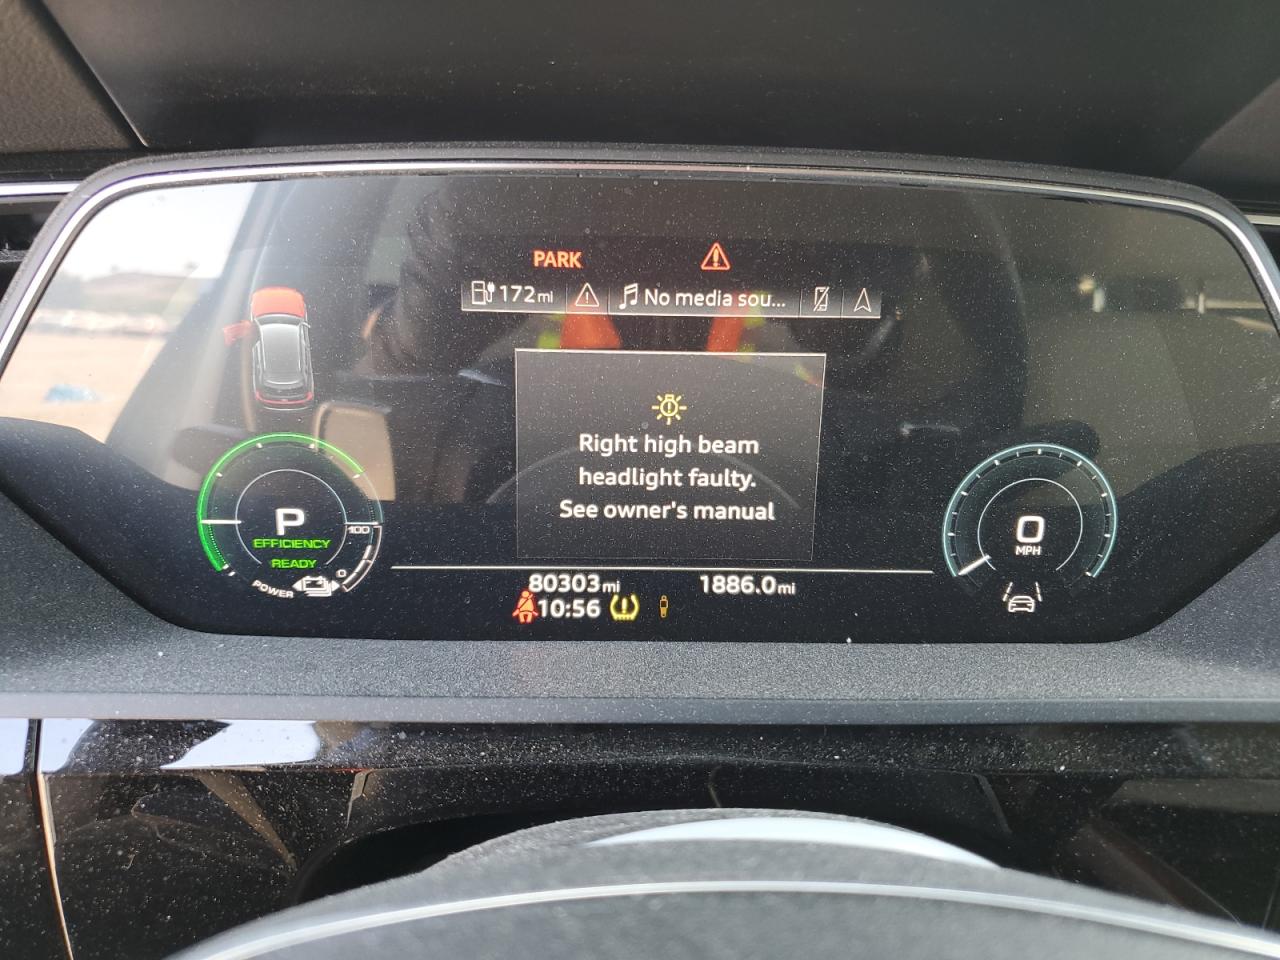 PARK
172mi
No media sou...
Right high beam
headlight faulty.
See owner's manual
P
EFFICIENCY
READY
POWER
100
0
0
MPH
80303mi
1886.0mi
10:56